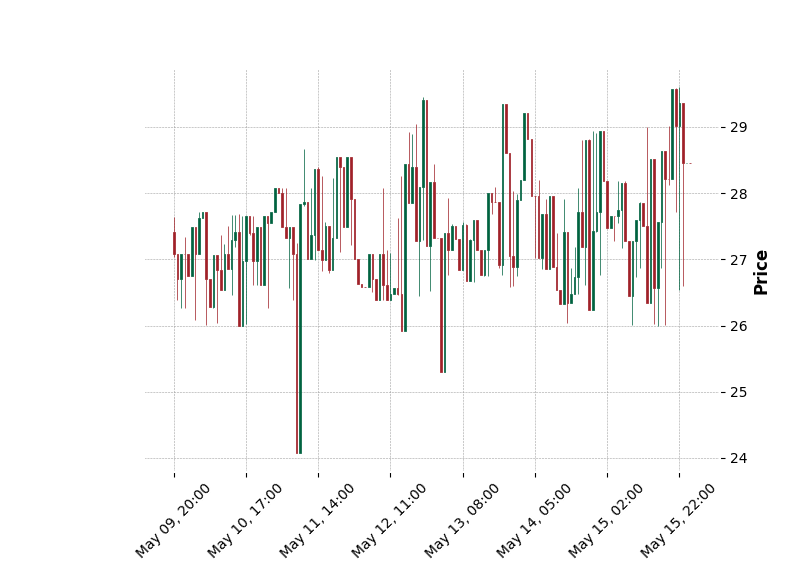 29
28
27
26
25
24
Price
May 09, 20:00
May 10, 17:00
May 11, 14:00
May 12, 11:00
May 13, 08:00
May 14, 05:00
May 15, 02:00
May 15, 22:00